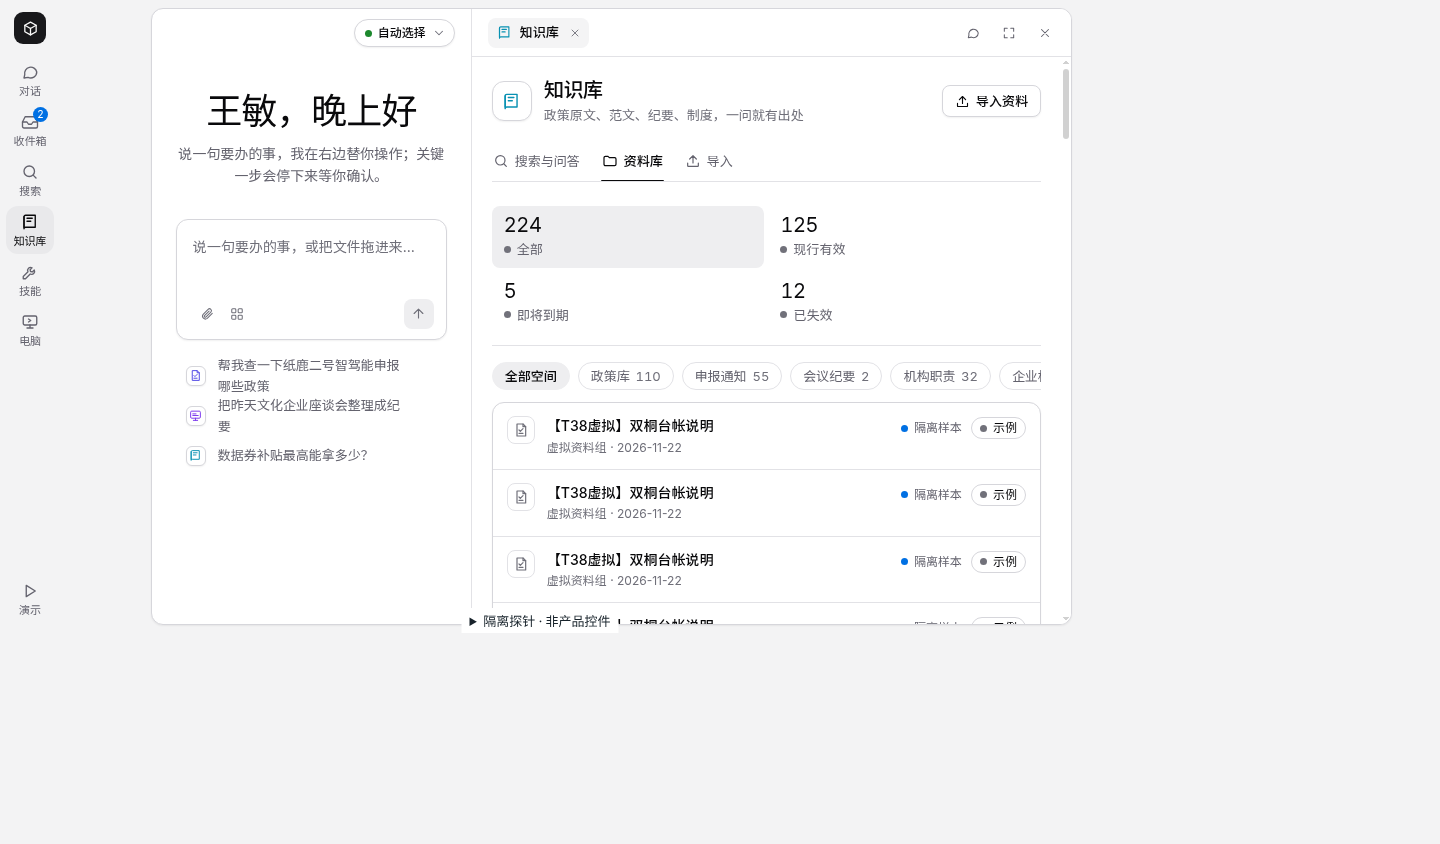 对话
2
收件箱
搜索
知识库
技能
电脑
演示
自动选择
王敏，晚上好
说一句要办的事，我在右边替你操作；关键
一步会停下来等你确认。
说一句要办的事，或把文件拖进来...
帮我查一下纸鹿二号智驾能申报
哪些政策
把昨天文化企业座谈会整理成纪
要
数据券补贴最高能拿多少？
知识库
知识库
政策原文、范文、纪要、制度，一问就有出处
导入资料
搜索与问答 资料库 导入
224
全部
125
现行有效
5
即将到期
12
已失效
全部空间 政策库 110 申报通知 55 会议纪要 2 机构职责 32 企业
【T38虚拟】双桐台帐说明
虚拟资料组 · 2026-11-22
隔离样本 示例
【T38虚拟】双桐台帐说明
虚拟资料组 · 2026-11-22
隔离样本 示例
【T38虚拟】双桐台帐说明
虚拟资料组 · 2026-11-22
隔离样本 示例
▶ 隔离探针 · 非产品控件